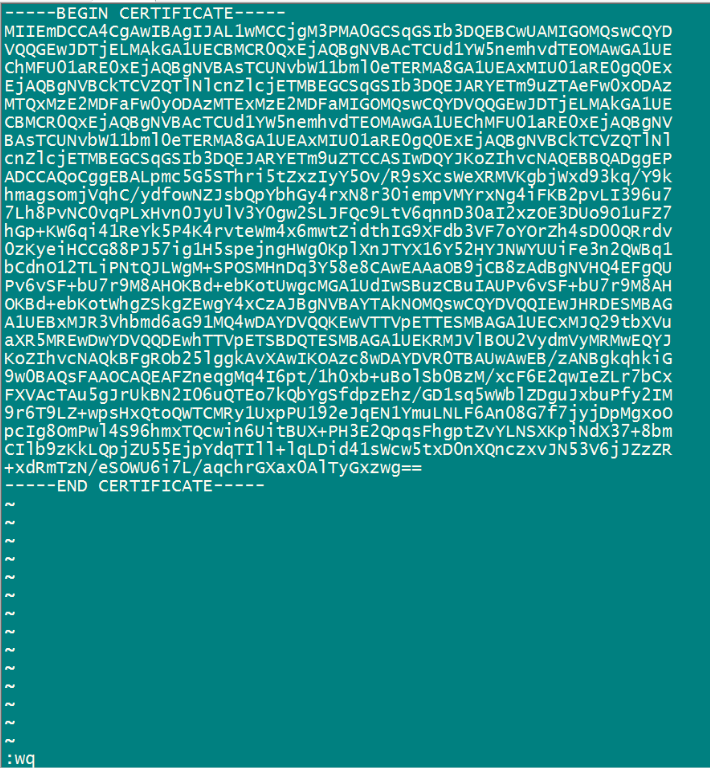 -----BEGIN CERTIFICATE-----
MIIEmDCCA4CgAwIBAgIJAL1wMCCjgM3PMA0GCSqGSIb3DQEBCwUAMIGOMQswCQYD
VQQGEwJDTjELMAkGA1UECBMCR0QxEjAQBgNVBAcTCUd1YW5nemhvdTEOMAwGA1UE
ChMFU01aRE0xEjAQBgNVBAsTCUNvbW11bml0eTERMA8GA1UEAxMIU01aRE0gQ0Ex
EjAQBgNVBCkTCVZQTlNlcnZlcjETMBEGCSqGSIb3DQEJARYETm9uZTAeFw0xODAz
MTQxMzE2MDFaFw0yODAzMTExMzE2MDFaMIGOMQswCQYDVQQGEwJDTjELMAkGA1UE
CBMCR0QxEjAQBgNVBAcTCUd1YW5nemhvdTEOMAwGA1UEChMFU01aRE0xEjAQBgNV
BAsTCUNvbW11bml0eTERMA8GA1UEAxMIU01aRE0gQ0ExEjAQBgNVBCkTCVZQTlNl
cnZlcjETMBEGCSqGSIb3DQEJARYETm9uZTCCASIwDQYJKoZIhvcNAQEBBQADggEP
ADCCAQoCggEBALpmc5G5SThri5tZxzIyY5Ov/R9sXcsWeXRMVKgbjWxd93kq/Y9k
hmagsomjVqhC/ydfowNZJsbQpYbhGy4rxN8r30iempVMYrxNg4iFKB2pvLI396u7
7Lh8PvNC0vqPLxHvn0JyUlV3Y0gw2SLJFQc9LtV6qnnD30aI2xzOE3DUo9O1uFZ7
hGp+KW6qi41ReYk5P4K4rvteWm4x6mwtZidthIG9XFdb3VF7oYOrZh4sD0OQRrdv
0zKyeiHCCG88PJ57ig1H5spejngHWg0KplXnJTYX16Y52HYJNWYUUiFe3n2QWBq1
bCdnO12TLiPNtQJLWgM+SPOSMHnDq3Y58e8CAwEAAaOB9jCB8zAdBgNVHQ4EFgQU
Pv6vSF+bU7r9M8AHOKBd+ebKotUwgcMGA1UdIwSBuzCBuIAUPv6vSF+bU7r9M8AH
OKBd+ebKotWhgZSkgZEwgY4xCzAJBgNVBAYTAkNOMQswCQYDVQQIEwJHRDESMBAG
A1UEBxMJR3Vhbmd6aG91MQ4wDAYDVQQKEwVTTVpETTESMBAGA1UECxMJQ29tbXVu
aXR5MREwDwYDVQQDEwhTTVpETSBDQTESMBAGA1UEKRMJVlBOU2VydmVyMRMwEQYJ
KoZIhvcNAQkBFgROb25lggkAvXAwIKOAzc8wDAYDVR0TBAUwAwEB/zANBgkqhkiG
9w0BAQsFAAOCAQEAFZneqgMq4I6pt/1h0xb+uBolSbOBzM/xcF6E2qwIeZLr7bCx
FXVAcTAu5gJrUkBN2I06uQTEo7kQbYgSfdpzEhz/GD1sq5wWblZDguJxbuPfy2IM
9r6T9LZ+wpsHxQtoQWTCMRy1UxpPU192eJqEN1YmuLNLF6An08G7f7jyjDpMgxoO
pcIg8OmPwl4S96hmxTQcwin6UitBUX+PH3E2QpqsFhgptZvYLNSXKpiNdX37+8bm
CIlb9zKkLQpjZU55EjpYdqTIll+lqLDid41sWcw5txD0nXQnczxvJN53V6jJZzZR
+xdRmTzN/eSOWU6i7L/aqchrGXax0AlTyGxzwg==
-----END CERTIFICATE-----
~
~
~
~
~
~
~
~
~
~
~
~
~
~
:wq